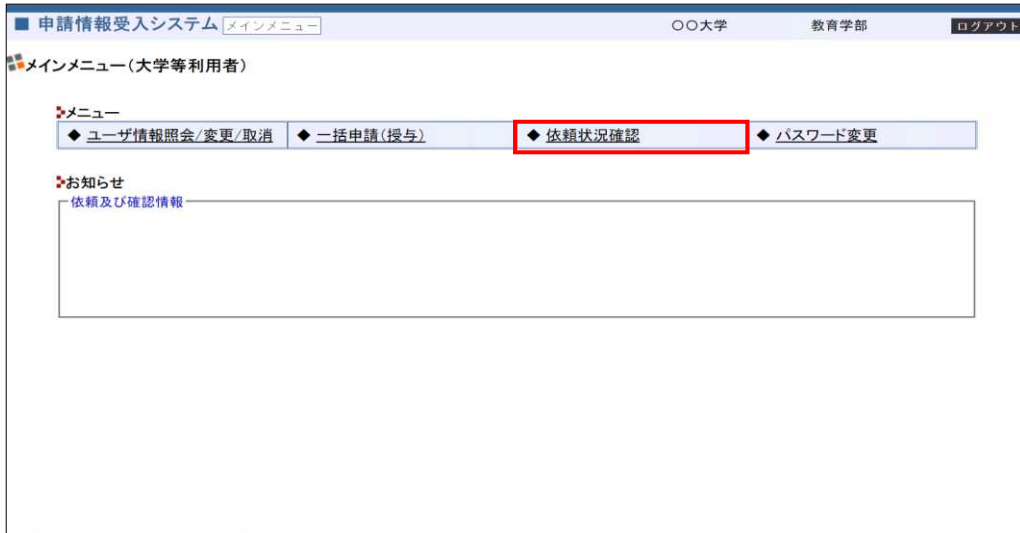 ■ 申請情報受入システム メインメニュー ○○大学 教育学部 ログアウト
メインメニュー(大学等利用者)
メニュー
◆ ユーザ情報照会/変更/取消 ◆ 一括申請(授与) ◆ 依頼状況確認 ◆ パスワード変更
お知らせ
依頼及び確認情報